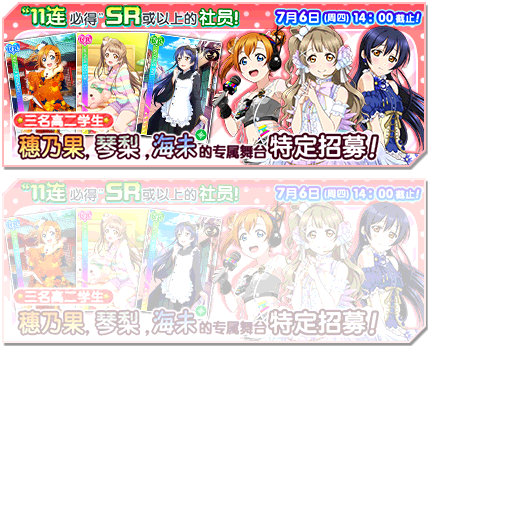 “11连 必得“SR或以上的 社员！
7月6日(周四)14：00截止！
三名高二学生
穗乃果，琴梨，海未的专属舞台 特定招募！
“11连 必得“SR或以上的 社员！
7月6日(周四)14：00截止！
三名高二学生
穗乃果，琴梨，海未的专属舞台 特定招募！